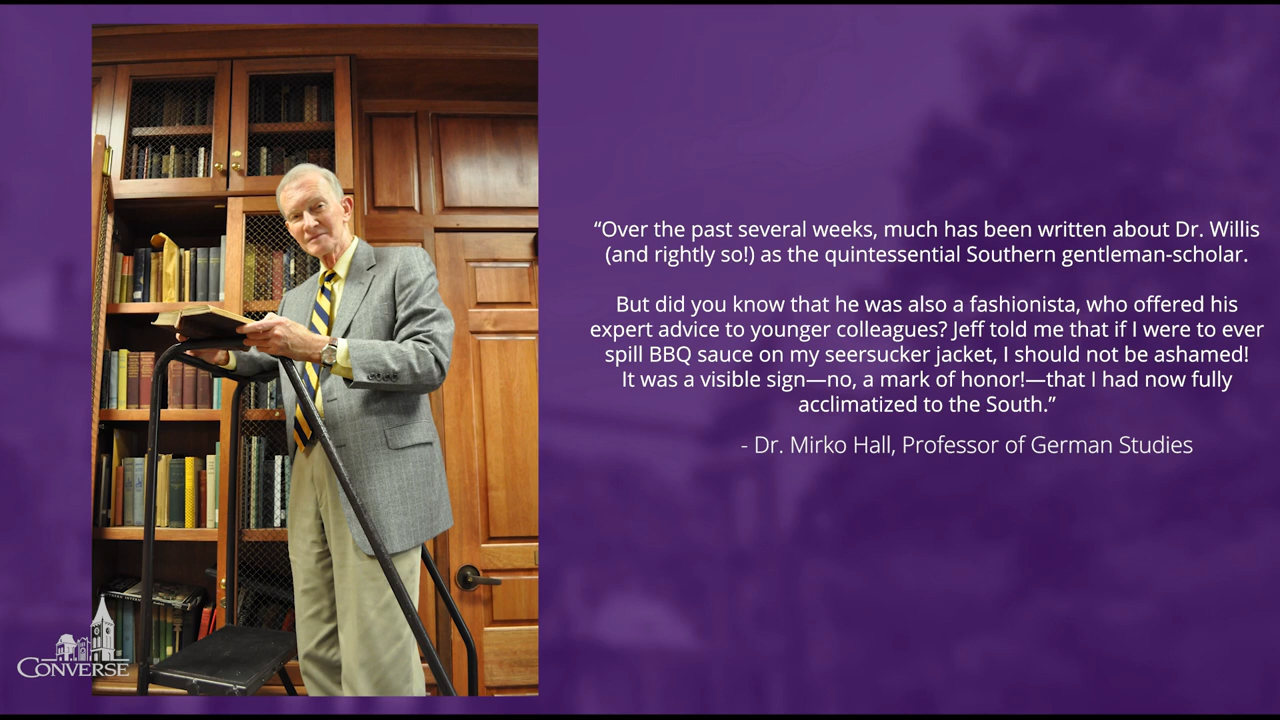 “Over the past several weeks, much has been written about Dr. Willis
(and rightly so!) as the quintessential Southern gentleman-scholar.
But did you know that he was also a fashionista, who offered his
expert advice to younger colleagues? Jeff told me that if I were to ever
spill BBQ sauce on my seersucker jacket, I should not be ashamed!
It was a visible sign—no, a mark of honor!—that I had now fully
acclimatized to the South.”
- Dr. Mirko Hall, Professor of German Studies
CONVERSE